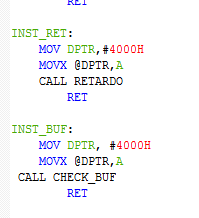 RET
INST_RET:
MOV DPTR,#4000H
MOVX @DPTR,A
CALL RETARDO
RET
INST_BUF:
MOV DPTR, #4000H
MOVX @DPTR,A
CALL CHECK_BUF
RET